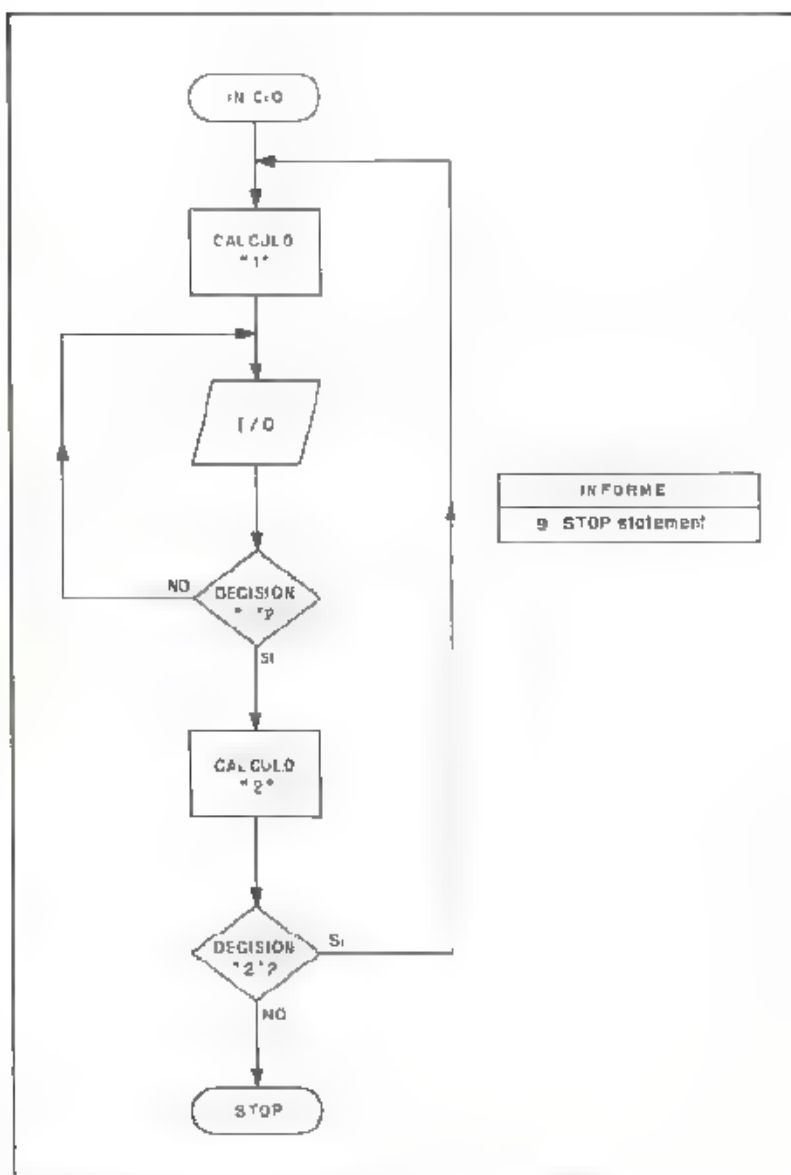 INICIO
CALCULO
"1"
I/O
NO
DECISION
SI
CALCULO
"2"
DECISION
"2"?
SI
NO
STOP
INFORME
9 STOP statement